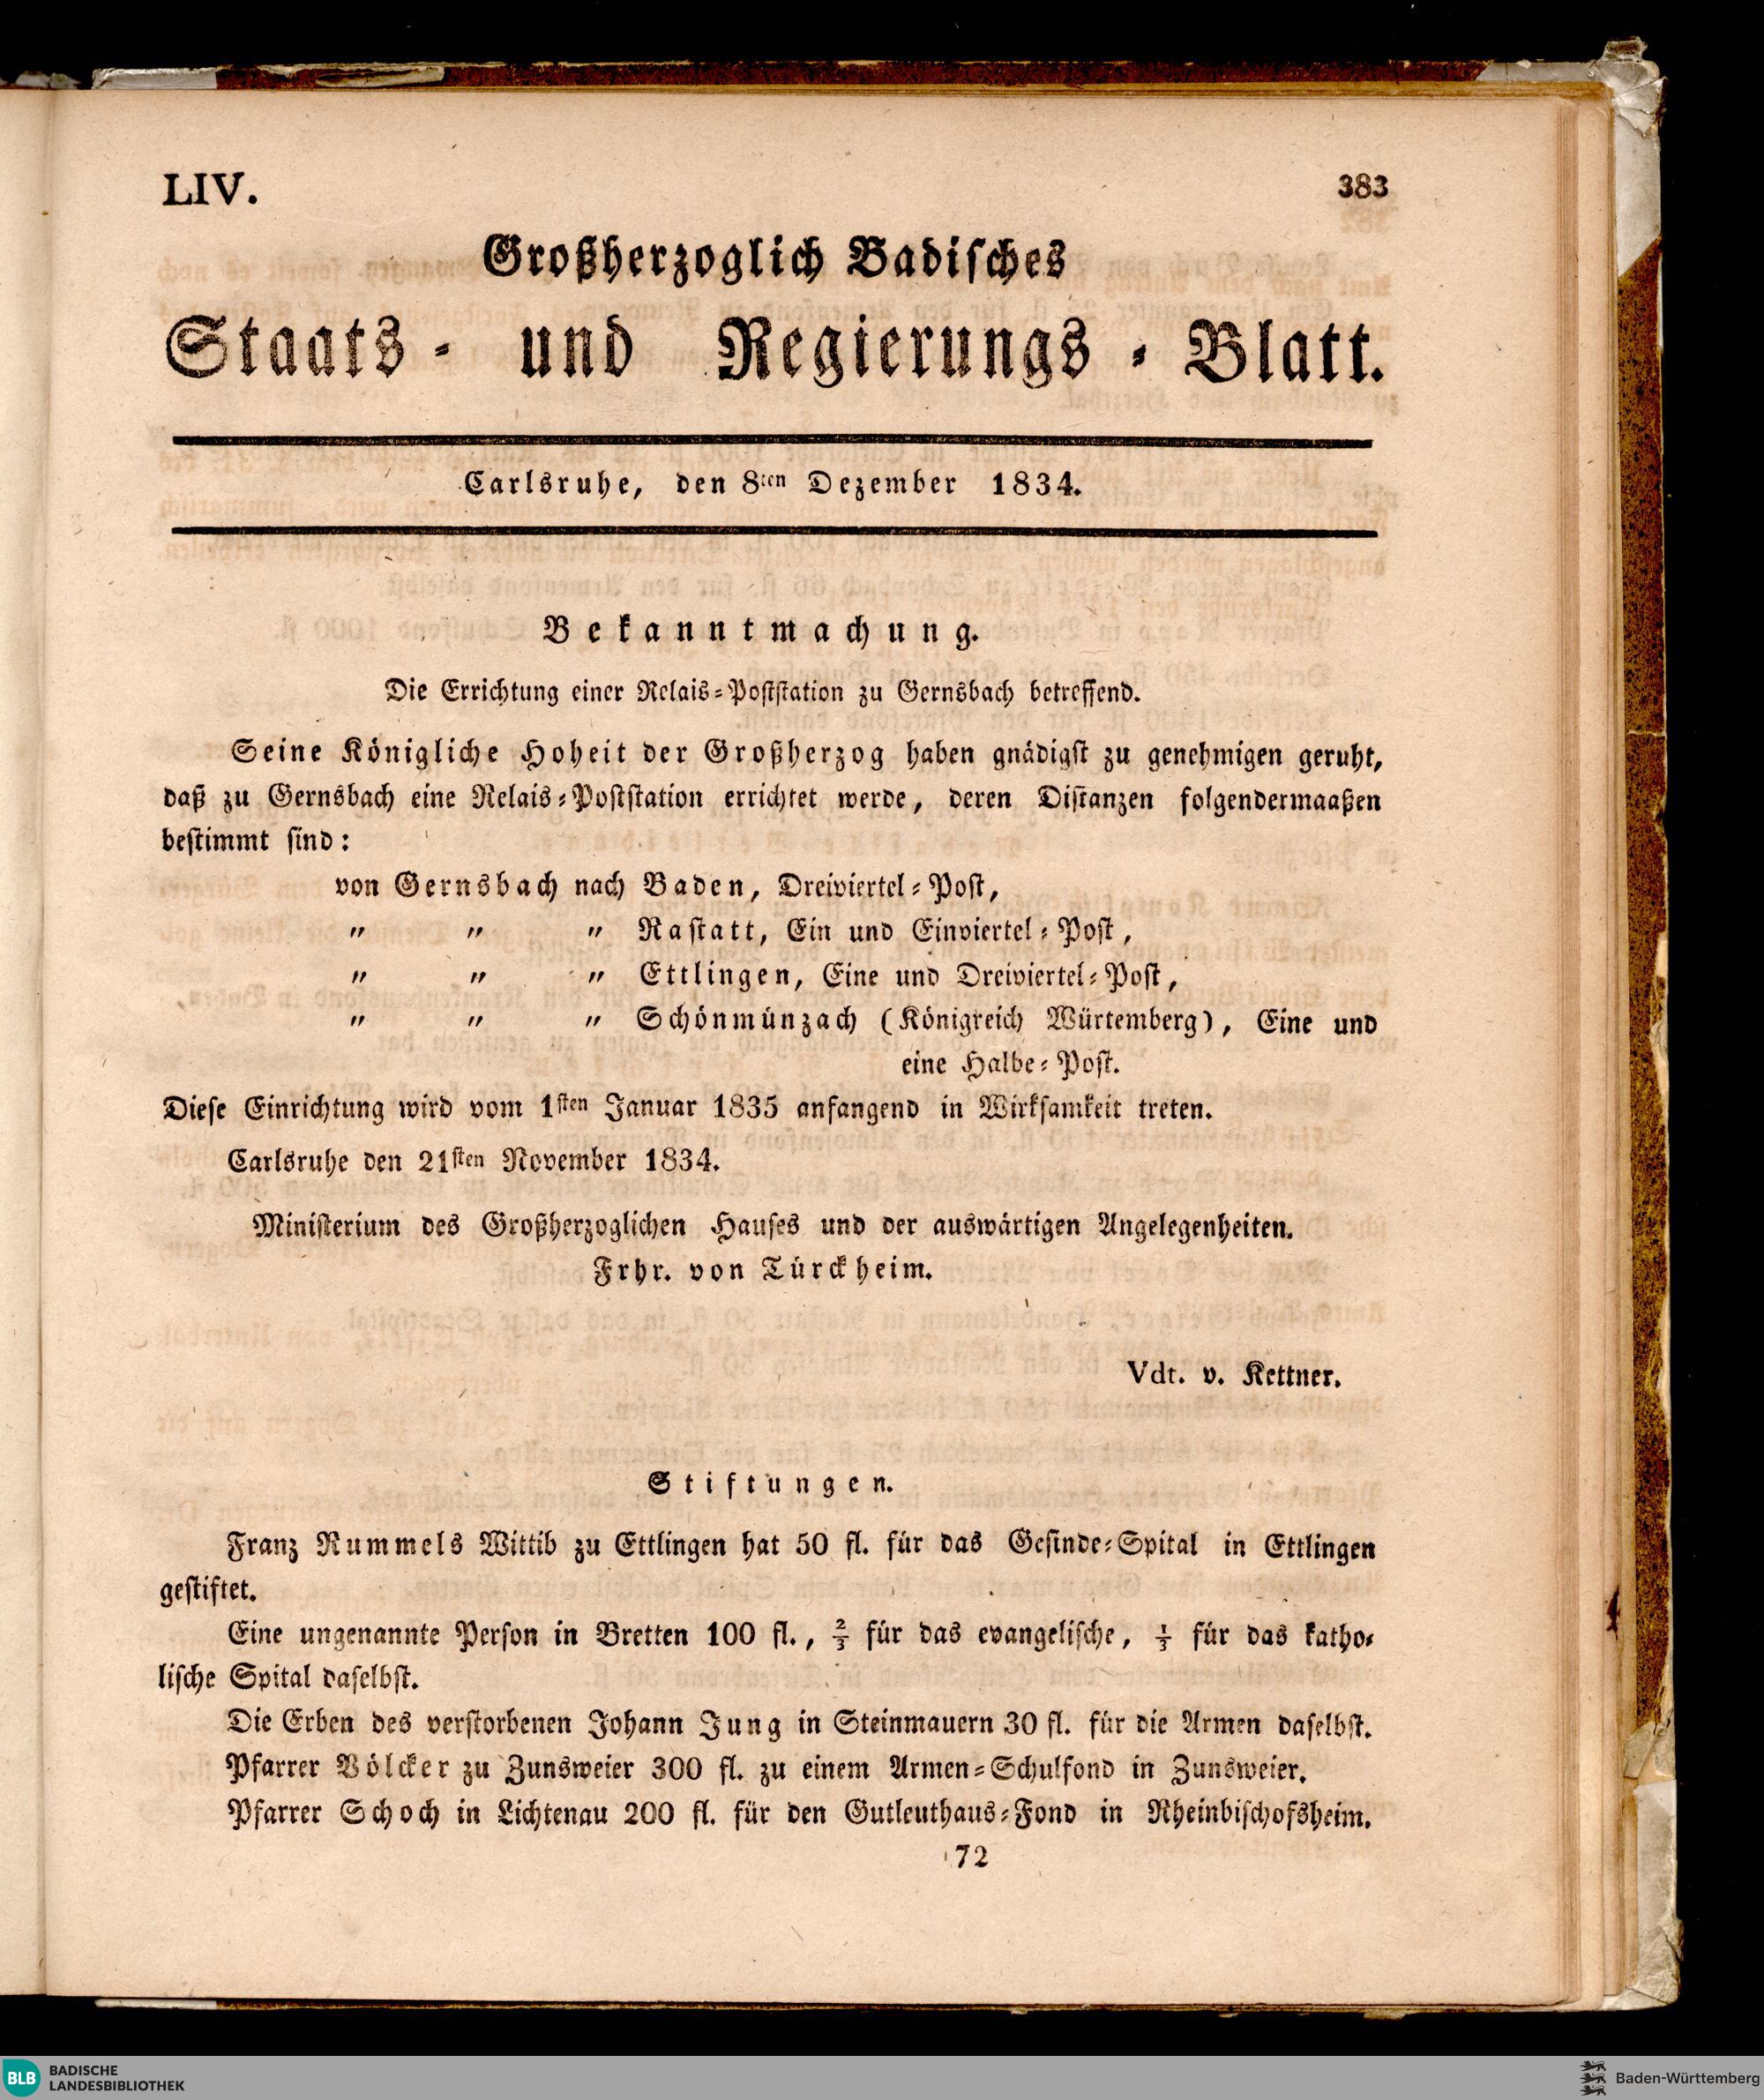 LIV.
383
Großherzoglich Badisches
Staats- und Regierungs-Blatt.
Carlsruhe, den 8ten Dezember 1834.
Bekanntmachung.
Die Errichtung einer Relais-Poststation zu Gernsbach betreffend.
Seine Königliche Hoheit der Großherzog haben gnädigst zu genehmigen geruht,
daß zu Gernsbach eine Relais-Poststation errichtet werde, deren Distanzen folgendermaaßen
bestimmt sind:
von Gernsbach nach Baden, Dreiviertel-Post,
" " " Rastatt, Ein und Einviertel-Post,
" " " Ettlingen, Eine und Dreiviertel-Post,
" " " Schönmünzach (Königreich Würtemberg), Eine und
eine Halbe-Post.
Diese Einrichtung wird vom 1sten Januar 1835 anfangend in Wirksamkeit treten.
Carlsruhe den 21sten November 1834.
Ministerium des Großherzoglichen Hauses und der auswärtigen Angelegenheiten.
Frhr. von Türckheim.
Vdt. v. Kettner.
Stiftungen.
Franz Rummels Wittib zu Ettlingen hat 50 fl. für das Gesinde-Spital in Ettlingen
gestiftet.
Eine ungenannte Person in Bretten 100 fl., ⅔ für das evangelische, ⅓ für das katho-
lische Spital daselbst.
Die Erben des verstorbenen Johann Jung in Steinmauern 30 fl. für die Armen daselbst.
Pfarrer Völcker zu Zunsweier 300 fl. zu einem Armen-Schulfond in Zunsweier.
Pfarrer Schoch in Lichtenau 200 fl. für den Gutleuthaus-Fond in Rheinbischofsheim.
72
BLB BADISCHE
LANDESBIBLIOTHEK
Baden-Württemberg